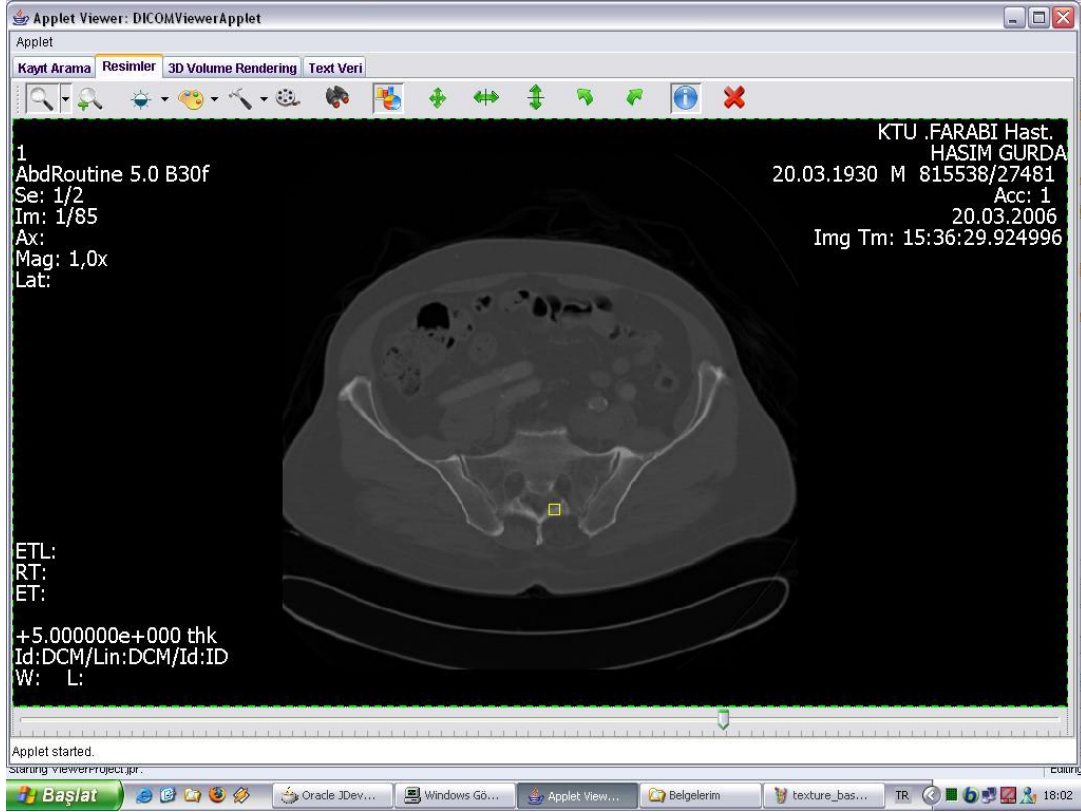 Applet Viewer: DICOMViewerApplet
Applet
Kayıt Arama Resimler 3D Volume Rendering Text Veri
KTU .FARABI Hast.
1 HASIM GURDA
AbdRoutine 5.0 B30f 20.03.1930 M 815538/27481
Se: 1/2 Acc: 1
Im: 1/85 20.03.2006
Ax: Img Tm: 15:36:29.924996
Mag: 1,0x
Lat:
ETL:
RT:
ET:
+5.000000e+000 thk
Id:DCM/Lin:DCM/Id:ID
W: L:
Applet started.
Starting ViewerProject.jpr. Editing
Başlat Oracle JDev... Windows Gö... Applet View... Belgelerim texture_bas... TR 18:02